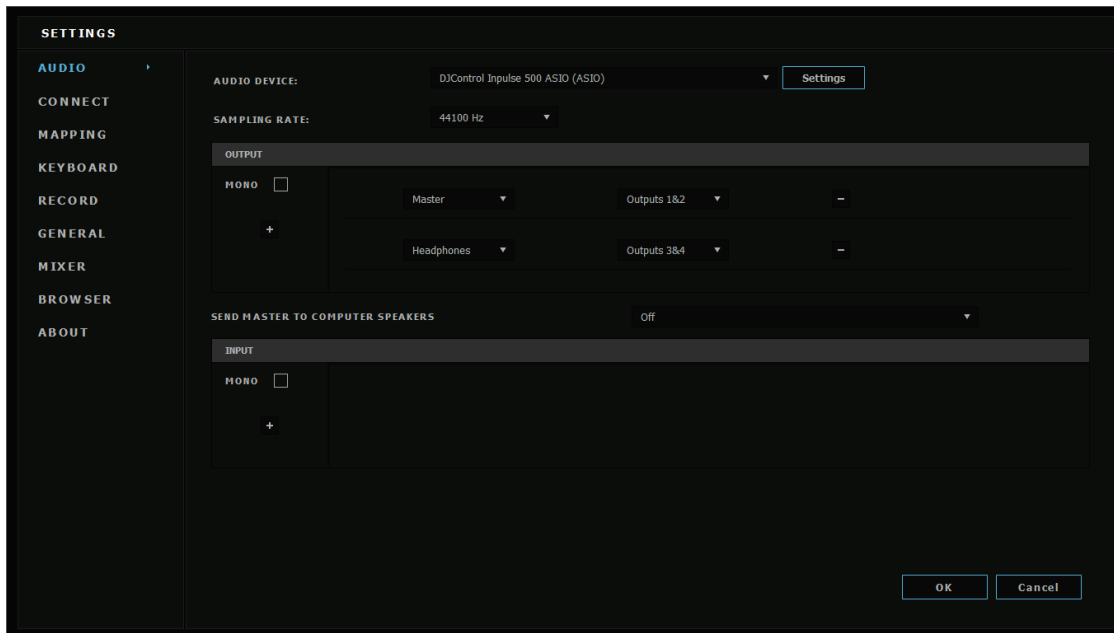 SETTINGS
AUDIO
CONNECT
MAPPING
KEYBOARD
RECORD
GENERAL
MIXER
BROWSER
ABOUT
AUDIO DEVICE: DJControl Inpulse 500 ASIO (ASIO) Settings
SAMPLING RATE: 44100 Hz
OUTPUT
MONO
+
Master Outputs 1&2 −
Headphones Outputs 3&4 −
SEND MASTER TO COMPUTER SPEAKERS Off
INPUT
MONO
+
OK Cancel